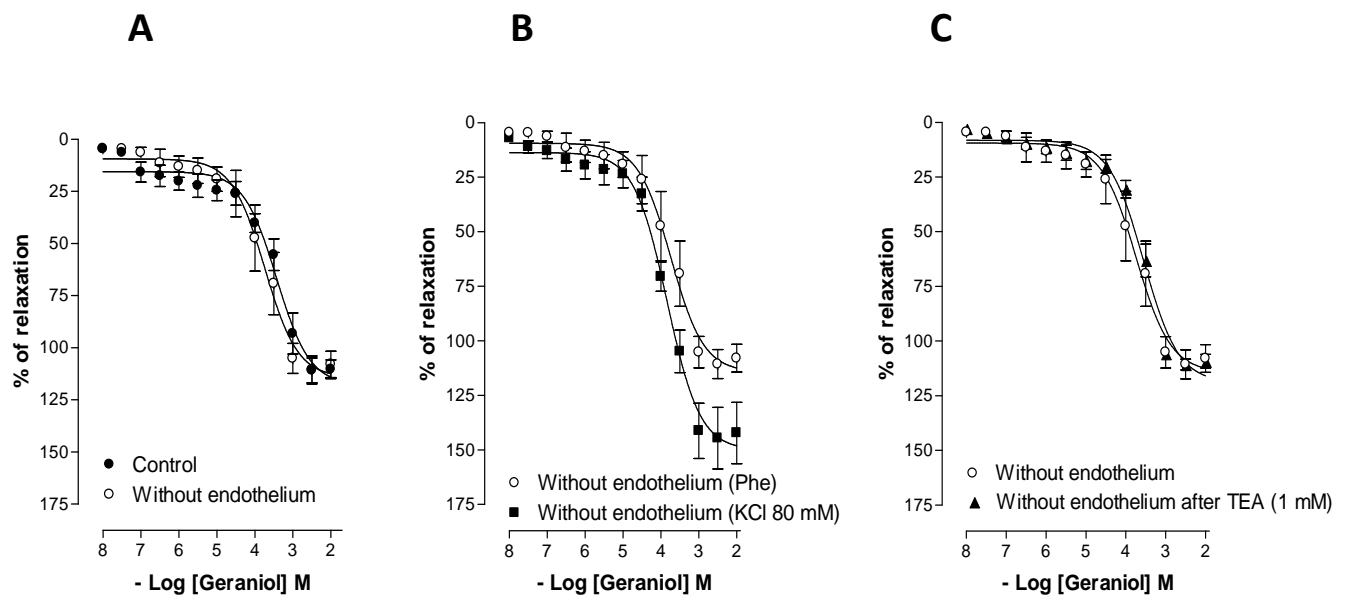 A
B
C
0
25
50
75
100
125
150
175
% of relaxation
Control
Without endothelium
8 7 6 5 4 3 2
- Log [Geraniol] M
0
25
50
75
100
125
150
175
% of relaxation
Without endothelium (Phe)
Without endothelium (KCl 80 mM)
8 7 6 5 4 3 2
- Log [Geraniol] M
0
25
50
75
100
125
150
175
% of relaxation
Without endothelium
Without endothelium after TEA (1 mM)
8 7 6 5 4 3 2
- Log [Geraniol] M